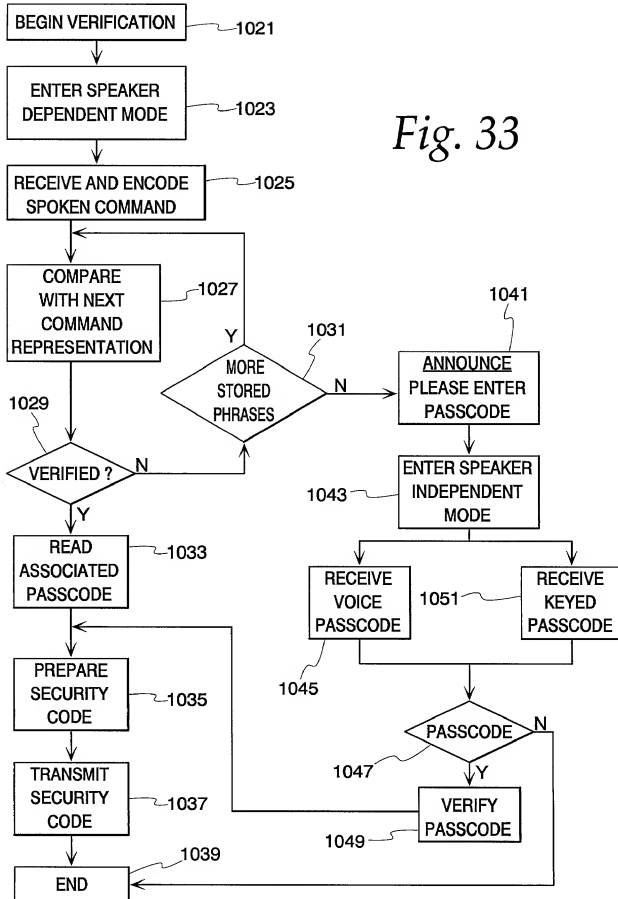 BEGIN VERIFICATION
1021
ENTER SPEAKER
DEPENDENT MODE
1023
Fig. 33
RECEIVE AND ENCODE
SPOKEN COMMAND
1025
COMPARE
WITH NEXT
COMMAND
REPRESENTATION
1027
Y
MORE
STORED
PHRASES
1031
N
1041
ANNOUNCE
PLEASE ENTER
PASSCODE
1029
VERIFIED ?
N
Y
ENTER SPEAKER
INDEPENDENT
MODE
1043
READ
ASSOCIATED
PASSCODE
1033
RECEIVE
VOICE
PASSCODE
1045
1051
RECEIVE
KEYED
PASSCODE
PREPARE
SECURITY
CODE
1035
PASSCODE
N
1047
Y
TRANSMIT
SECURITY
CODE
1037
VERIFY
PASSCODE
1049
END
1039